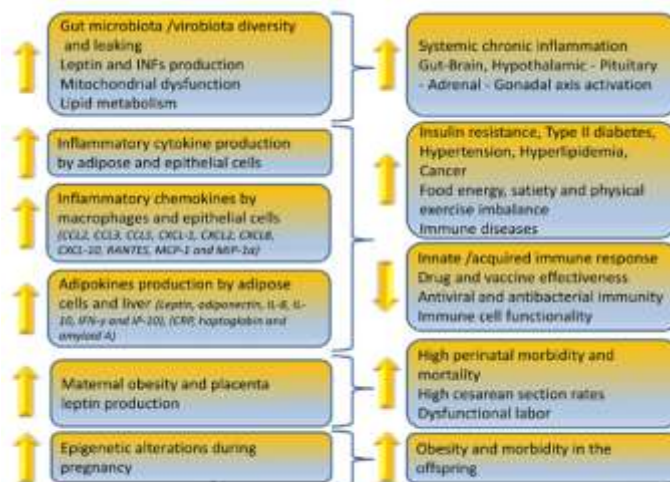 Gut microbiota /virobiota diversity
and leaking
Leptin and INFs production
Mitochondrial dysfunction
Lipid metabolism
Inflammatory cytokine production
by adipose and epithelial cells
Inflammatory chemokines by
macrophages and epithelial cells
(CCL2, CCL3, CCL5, CXCL-1, CXCL2, CXCL8,
CXCL-10, RANTES, MCP-1 and MIP-1α)
Adipokines production by adipose
cells and liver (Leptin, adiponectin, IL-8, IL-
10, IFN-γ and IP-10), (CRP, haptoglobin and
amyloid A)
Maternal obesity and placenta
leptin production
Epigenetic alterations during
pregnancy
Systemic chronic inflammation
Gut-Brain, Hypothalamic - Pituitary
- Adrenal - Gonadal axis activation
Insulin resistance, Type II diabetes,
Hypertension, Hyperlipidemia,
Cancer
Food energy, satiety and physical
exercise imbalance
Immune diseases
Innate /acquired immune response
Drug and vaccine effectiveness
Antiviral and antibacterial immunity
Immune cell functionality
High perinatal morbidity and
mortality
High cesarean section rates
Dysfunctional labor
Obesity and morbidity in the
offspring